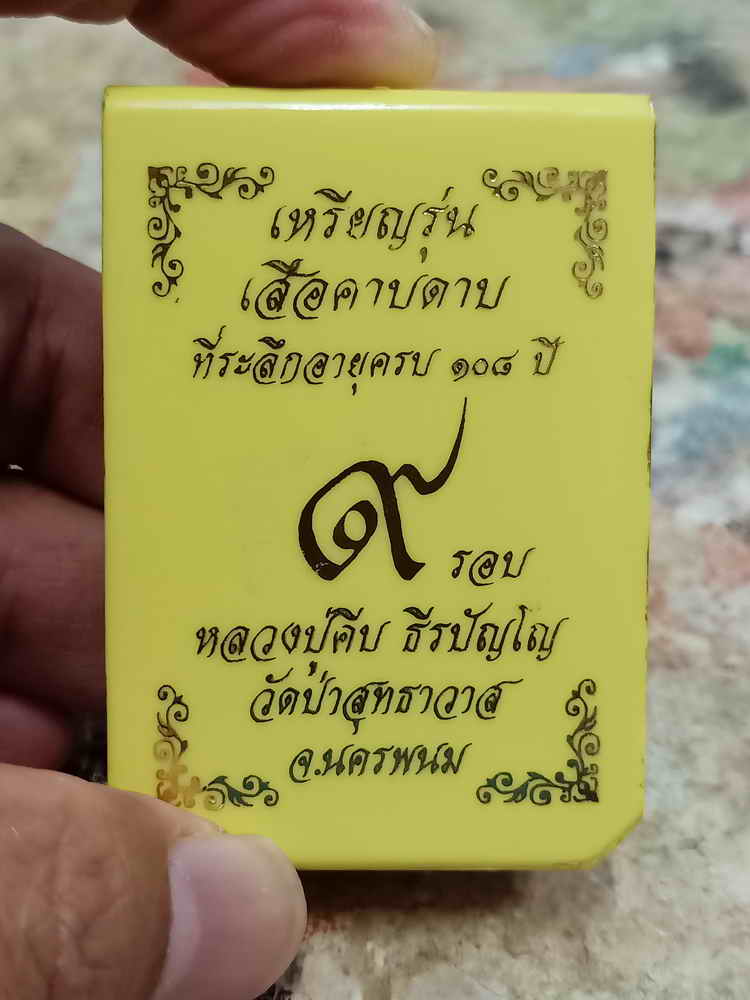 เหรียญรุ่น
เสือคาบดาบ
ที่ระลึกอายุครบ ๑๐๘ ปี
๙ รอบ
หลวงปู่คีบ ธีรปัญโญ
วัดป่าสุทธาวาส
จ.นครพนม